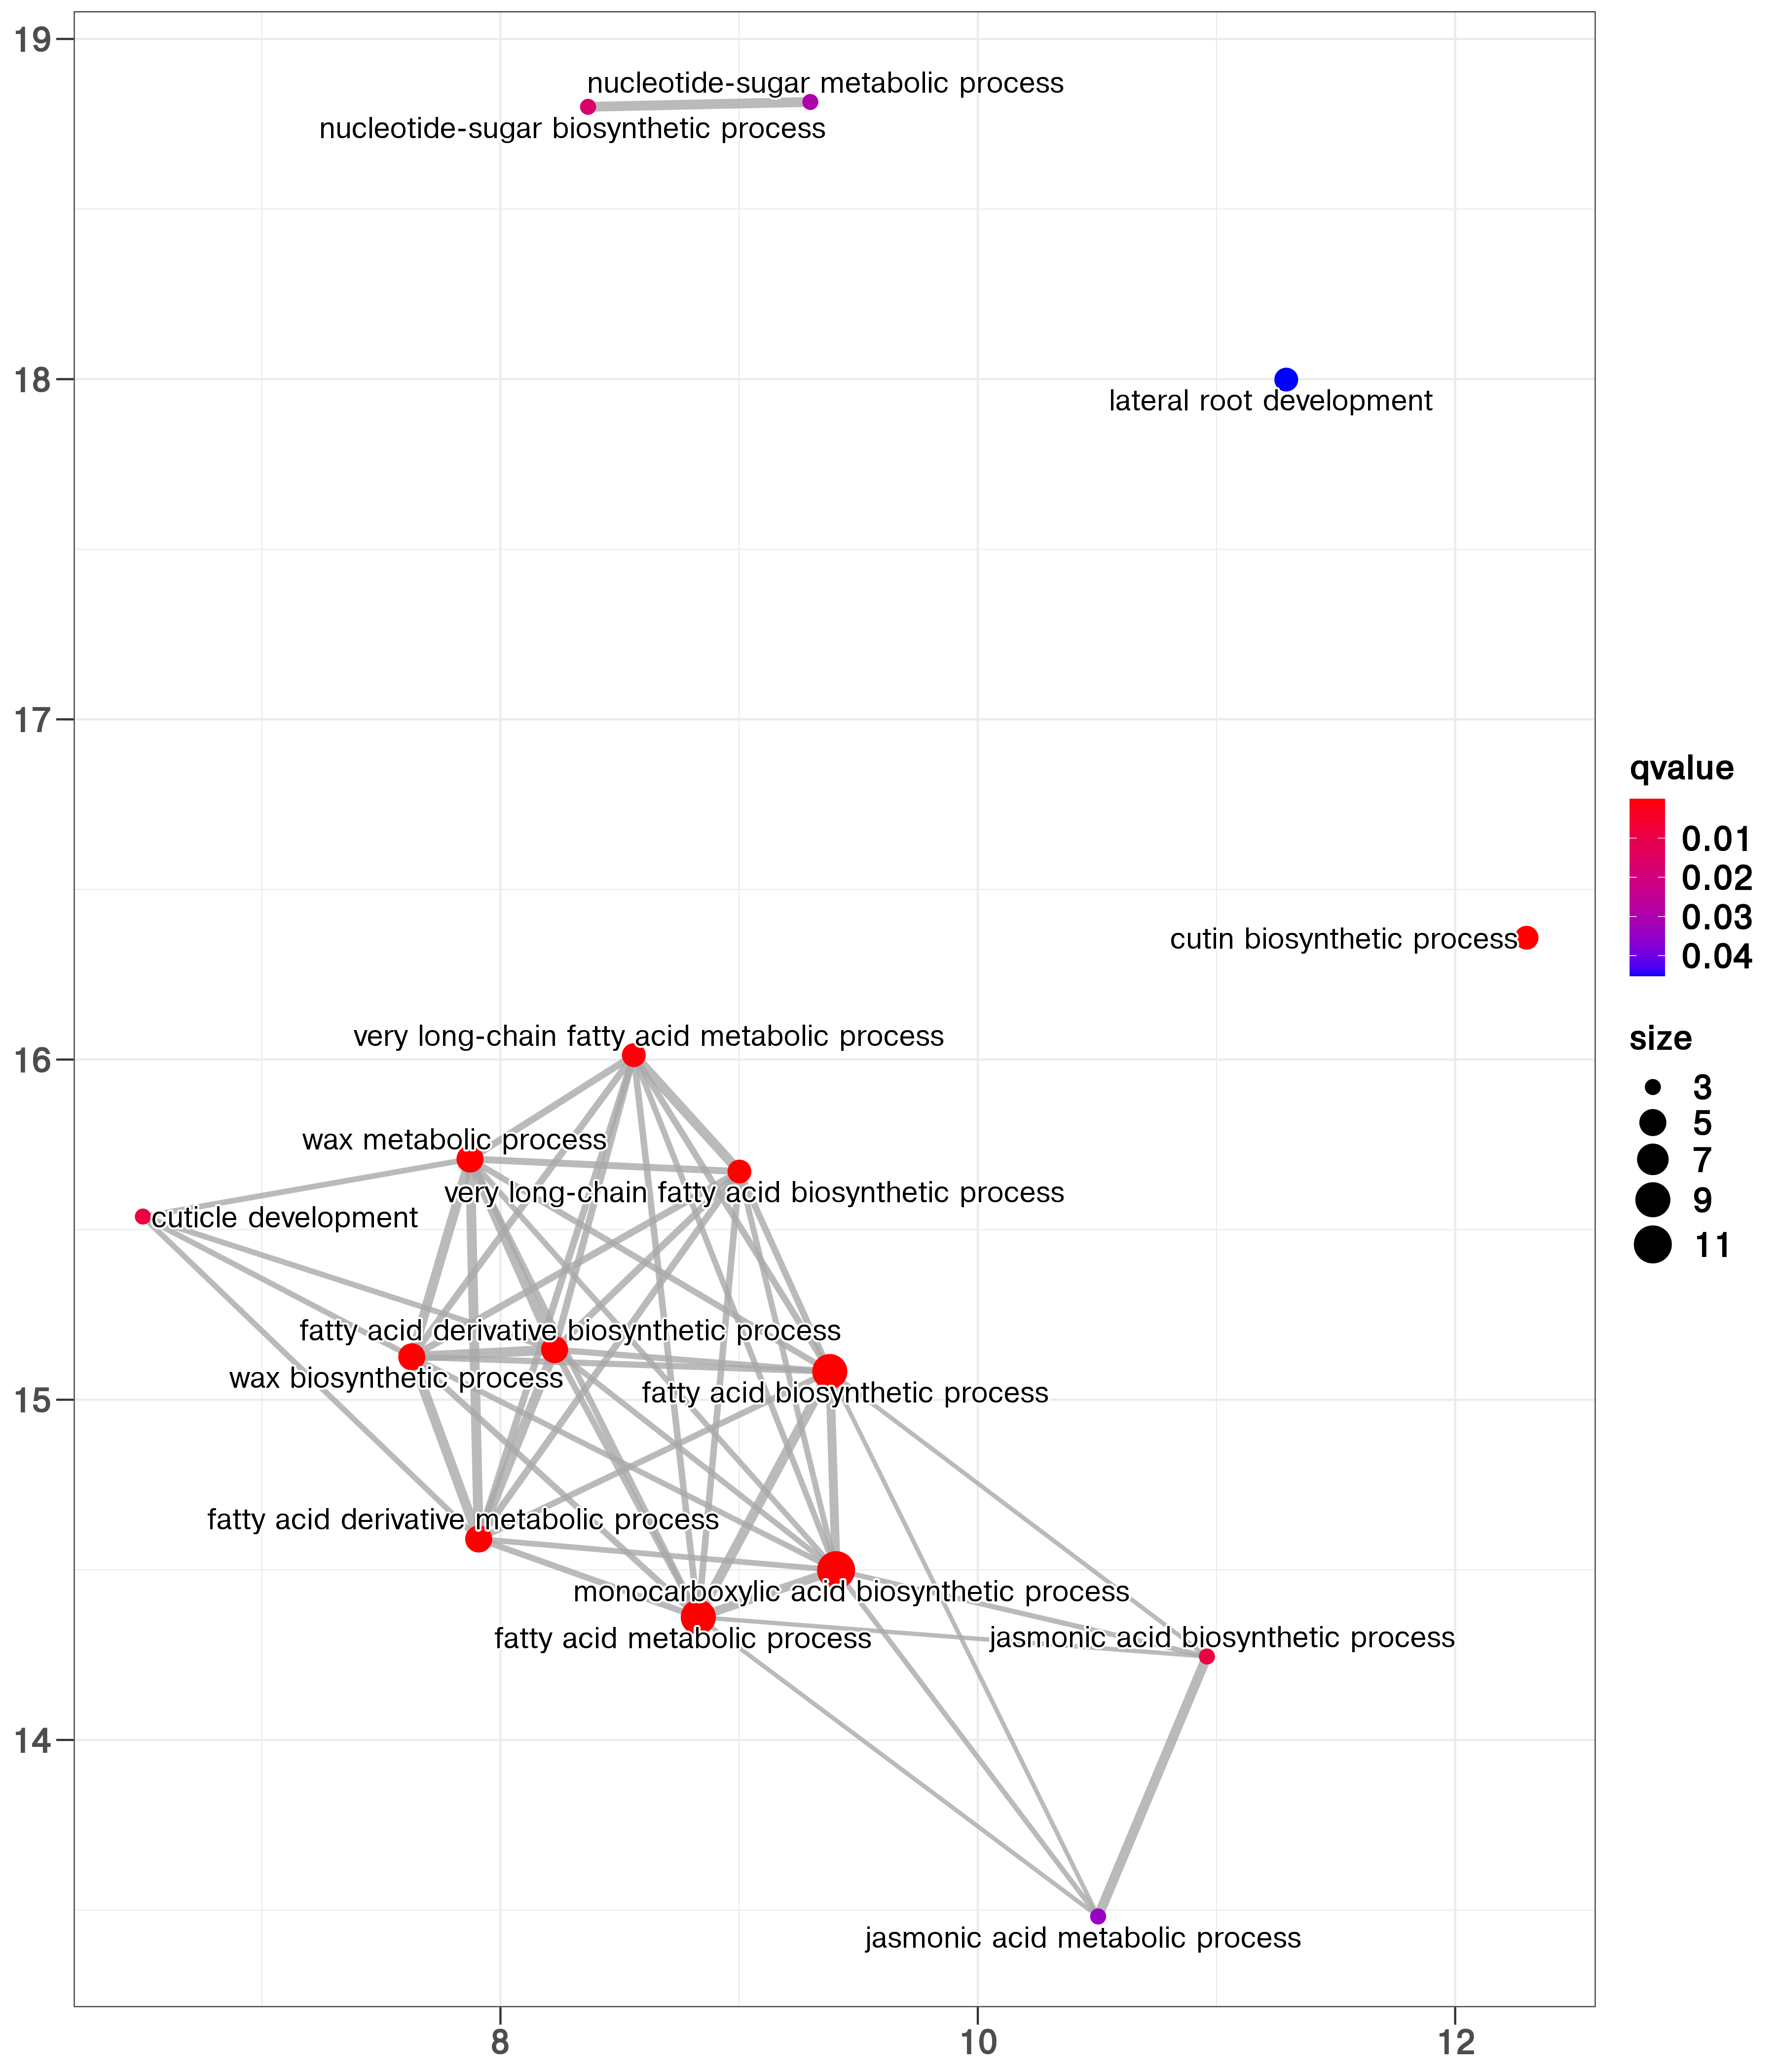 19
nucleotide-sugar metabolic process
nucleotide-sugar biosynthetic process
18
lateral root development
17
qvalue
0.01
0.02
0.03
0.04
cutin biosynthetic process
size
3
5
7
9
11
very long-chain fatty acid metabolic process
16
wax metabolic process
very long-chain fatty acid biosynthetic process
cuticle development
fatty acid derivative biosynthetic process
wax biosynthetic process
fatty acid biosynthetic process
15
fatty acid derivative metabolic process
monocarboxylic acid biosynthetic process
fatty acid metabolic process
jasmonic acid biosynthetic process
14
jasmonic acid metabolic process
8
10
12